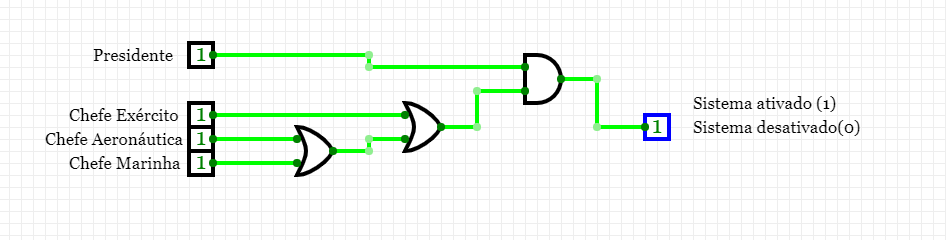 Presidente 1
Chefe Exército 1
Chefe Aeronáutica 1
Chefe Marinha 1
Sistema ativado (1)
1 Sistema desativado(0)